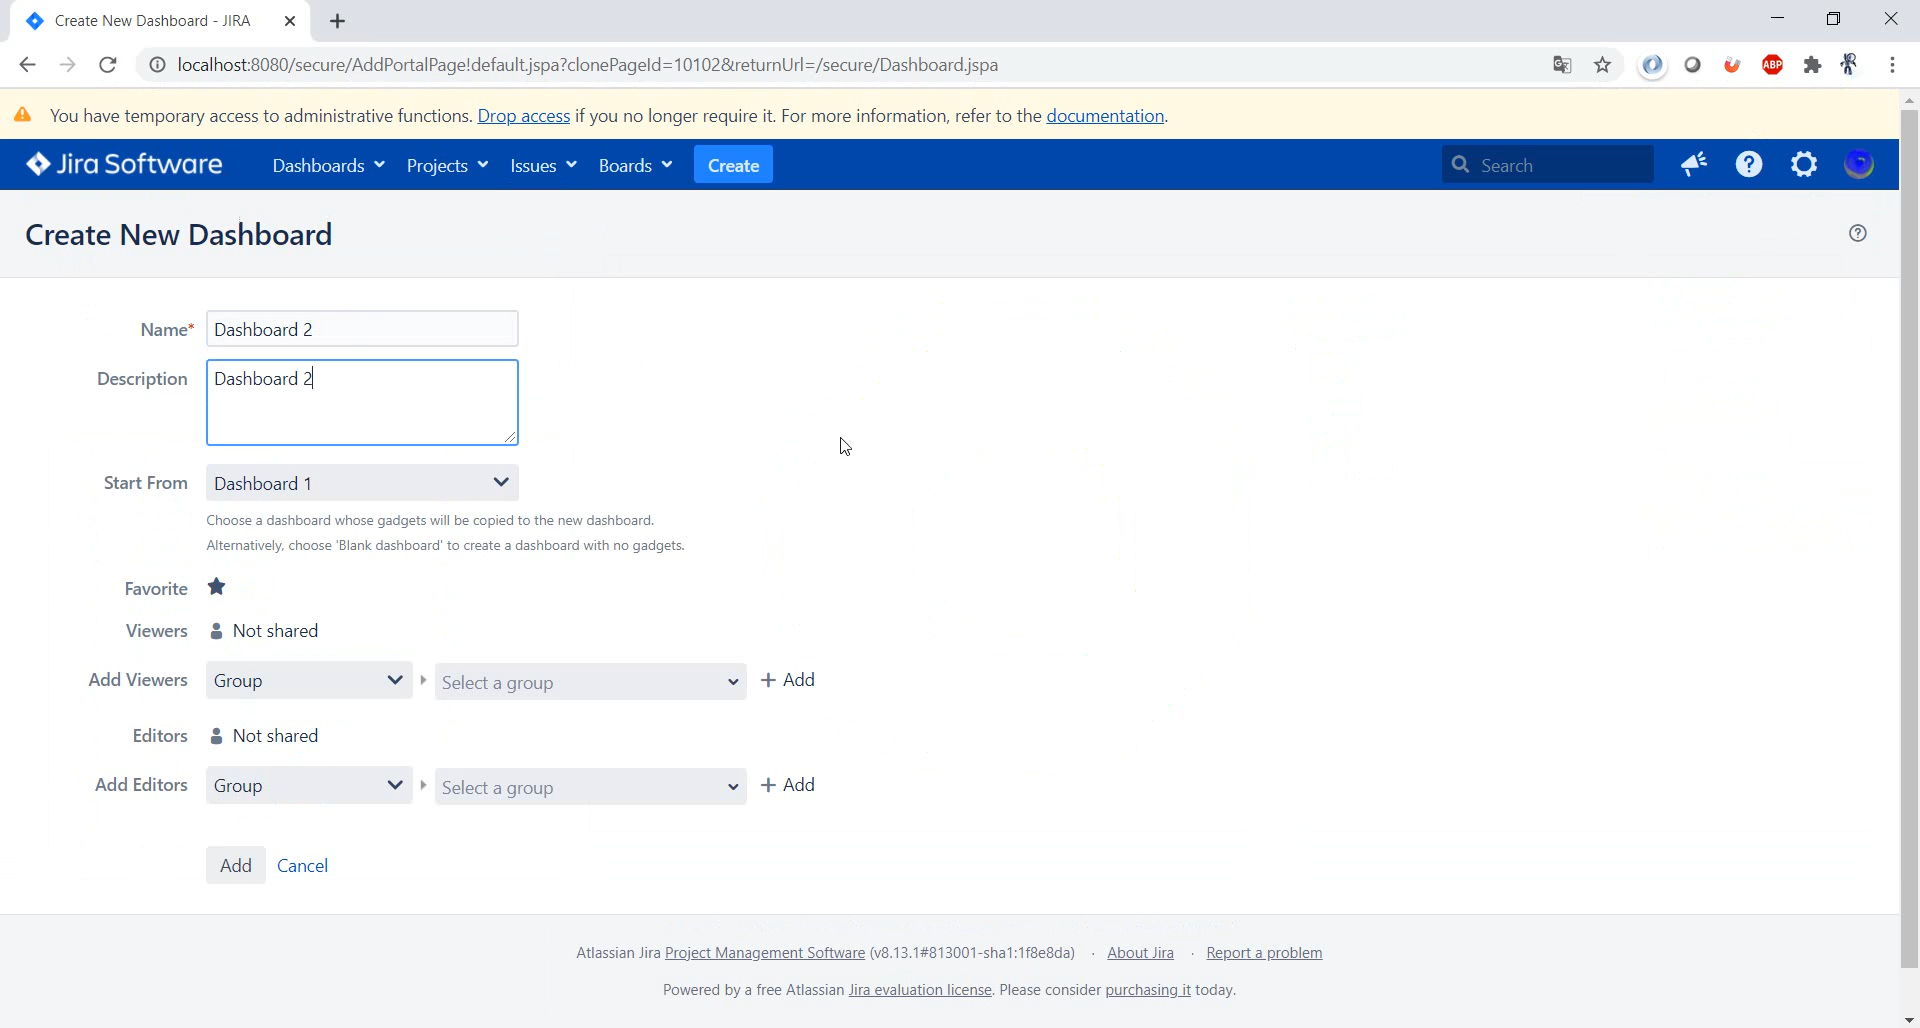 Create New Dashboard - JIRA
localhost:8080/secure/AddPortalPage!default.jspa?clonePageId=10102&returnUrl=/secure/Dashboard.jspa
ABP
You have temporary access to administrative functions. Drop access if you no longer require it. For more information, refer to the documentation.
Jira Software Dashboards Projects Issues Boards Create Search
Create New Dashboard
Name* Dashboard 2
Description Dashboard 2
Start From Dashboard 1
Choose a dashboard whose gadgets will be copied to the new dashboard.
Alternatively, choose 'Blank dashboard' to create a dashboard with no gadgets.
Favorite
Viewers Not shared
Add Viewers Group Select a group + Add
Editors Not shared
Add Editors Group Select a group + Add
Add Cancel
Atlassian Jira Project Management Software (v8.13.1#813001-sha1:1f8e8da) · About Jira · Report a problem
Powered by a free Atlassian Jira evaluation license. Please consider purchasing it today.